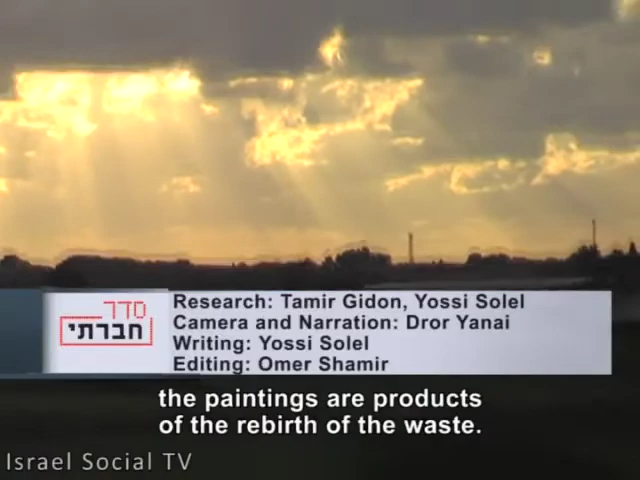 סדר
חברתי
Research: Tamir Gidon, Yossi Solel
Camera and Narration: Dror Yanai
Writing: Yossi Solel
Editing: Omer Shamir
the paintings are products
of the rebirth of the waste.
Israel Social TV